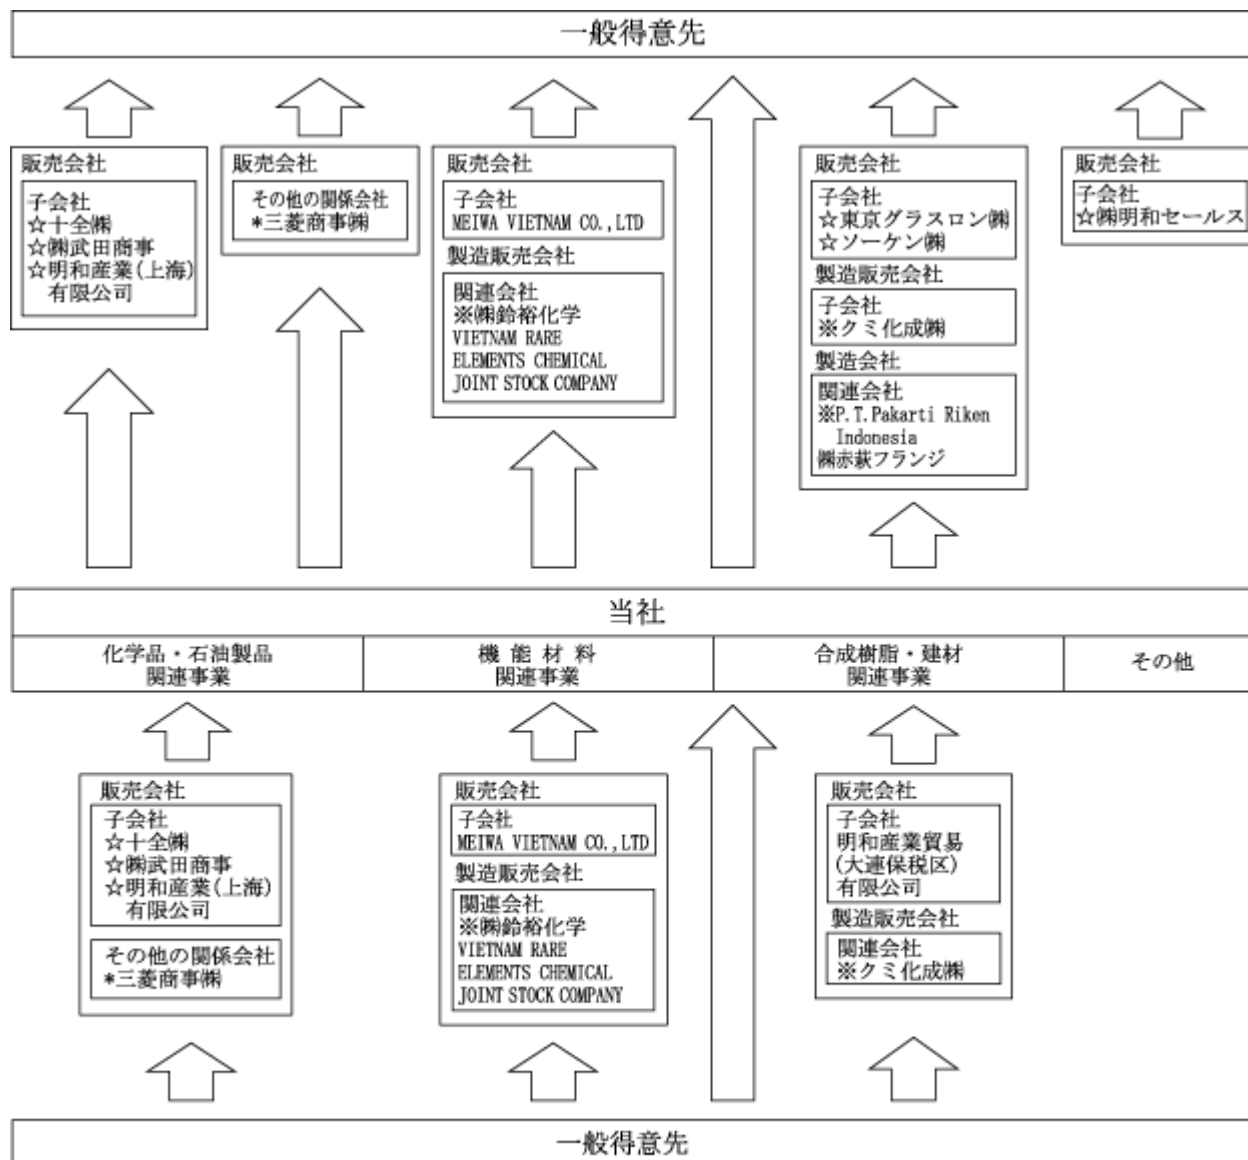 一般得意先
販売会社
子会社
☆十全㈱
☆㈱武田商事
☆明和産業(上海)
有限公司
販売会社
その他の関係会社
*三菱商事㈱
販売会社
子会社
MEIWA VIETNAM CO.,LTD
製造販売会社
関連会社
※㈱鈴裕化学
VIETNAM RARE
ELEMENTS CHEMICAL
JOINT STOCK COMPANY
販売会社
子会社
☆東京グラスロン㈱
☆ソーケン㈱
製造販売会社
子会社
※クミ化成㈱
製造会社
関連会社
※P.T.Pakarti Riken
Indonesia
㈱赤萩フランジ
販売会社
子会社
☆㈱明和セールス
当社
化学品・石油製品
関連事業
機能材料
関連事業
合成樹脂・建材
関連事業
その他
販売会社
子会社
☆十全㈱
☆㈱武田商事
☆明和産業(上海)
有限公司
その他の関係会社
*三菱商事㈱
販売会社
子会社
MEIWA VIETNAM CO.,LTD
製造販売会社
関連会社
※㈱鈴裕化学
VIETNAM RARE
ELEMENTS CHEMICAL
JOINT STOCK COMPANY
販売会社
子会社
明和産業貿易
(大連保税区)
有限公司
製造販売会社
関連会社
※クミ化成㈱
一般得意先